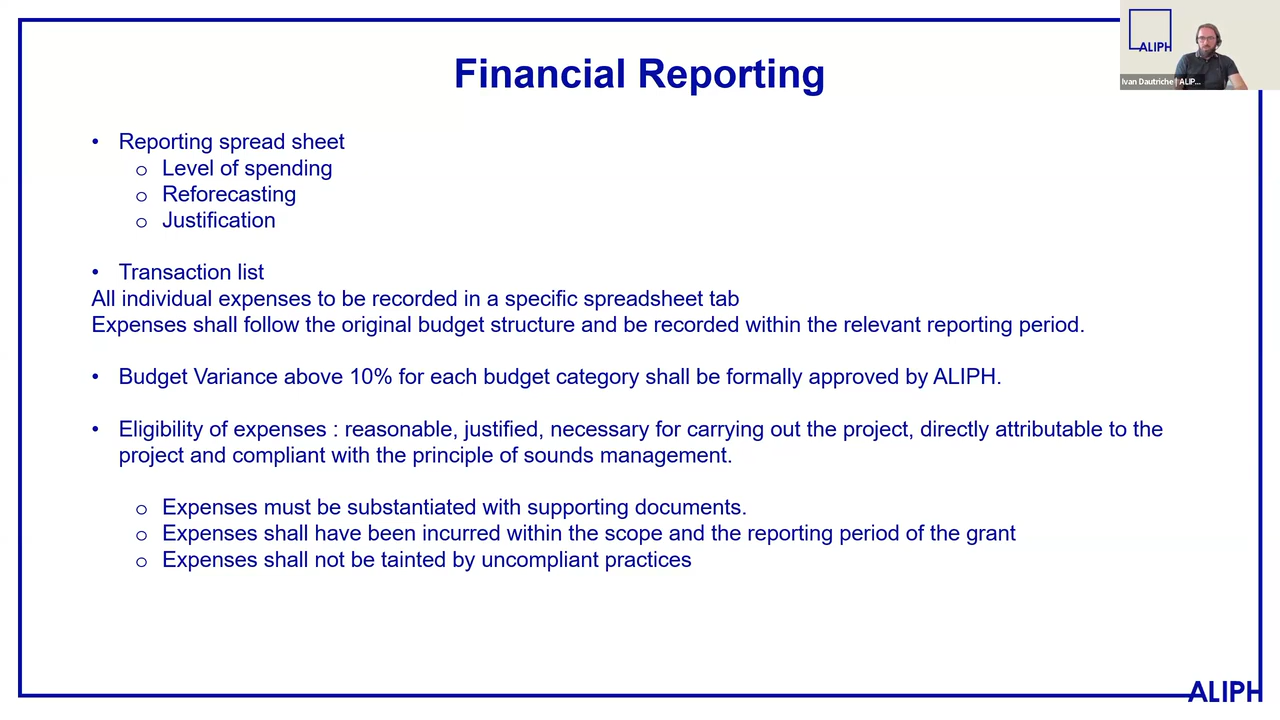 Financial Reporting
ALIPH
Ivan Dautriche | ALIP...
• Reporting spread sheet
o Level of spending
o Reforecasting
o Justification
• Transaction list
All individual expenses to be recorded in a specific spreadsheet tab
Expenses shall follow the original budget structure and be recorded within the relevant reporting period.
• Budget Variance above 10% for each budget category shall be formally approved by ALIPH.
• Eligibility of expenses : reasonable, justified, necessary for carrying out the project, directly attributable to the
project and compliant with the principle of sounds management.
o Expenses must be substantiated with supporting documents.
o Expenses shall have been incurred within the scope and the reporting period of the grant
o Expenses shall not be tainted by uncompliant practices
ALIPH